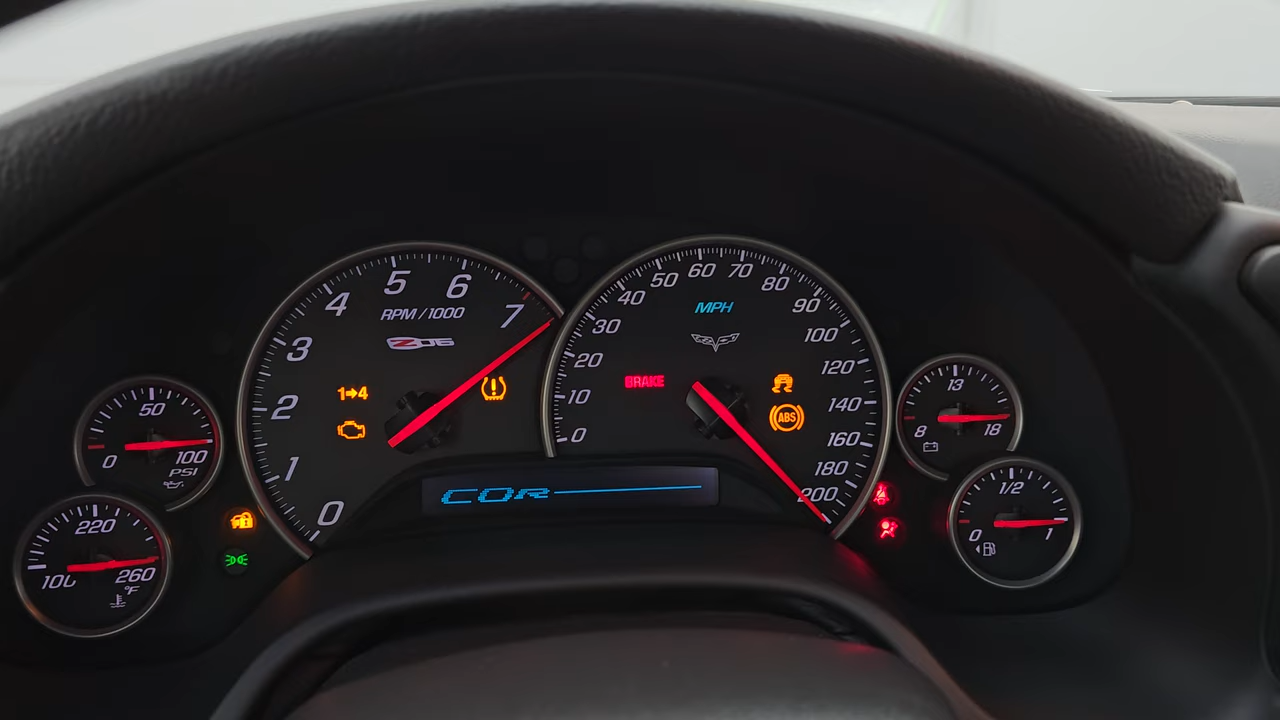 0 1 2 3 4 5 6 7
RPM/1000
Z06
1→4
0 10 20 30 40 50 60 70 80 90 100 120 140 160 180 200
MPH
BRAKE
ABS
0 50 100
PSI
100 220 260
°F
COR
8 13 18
0 1/2 1